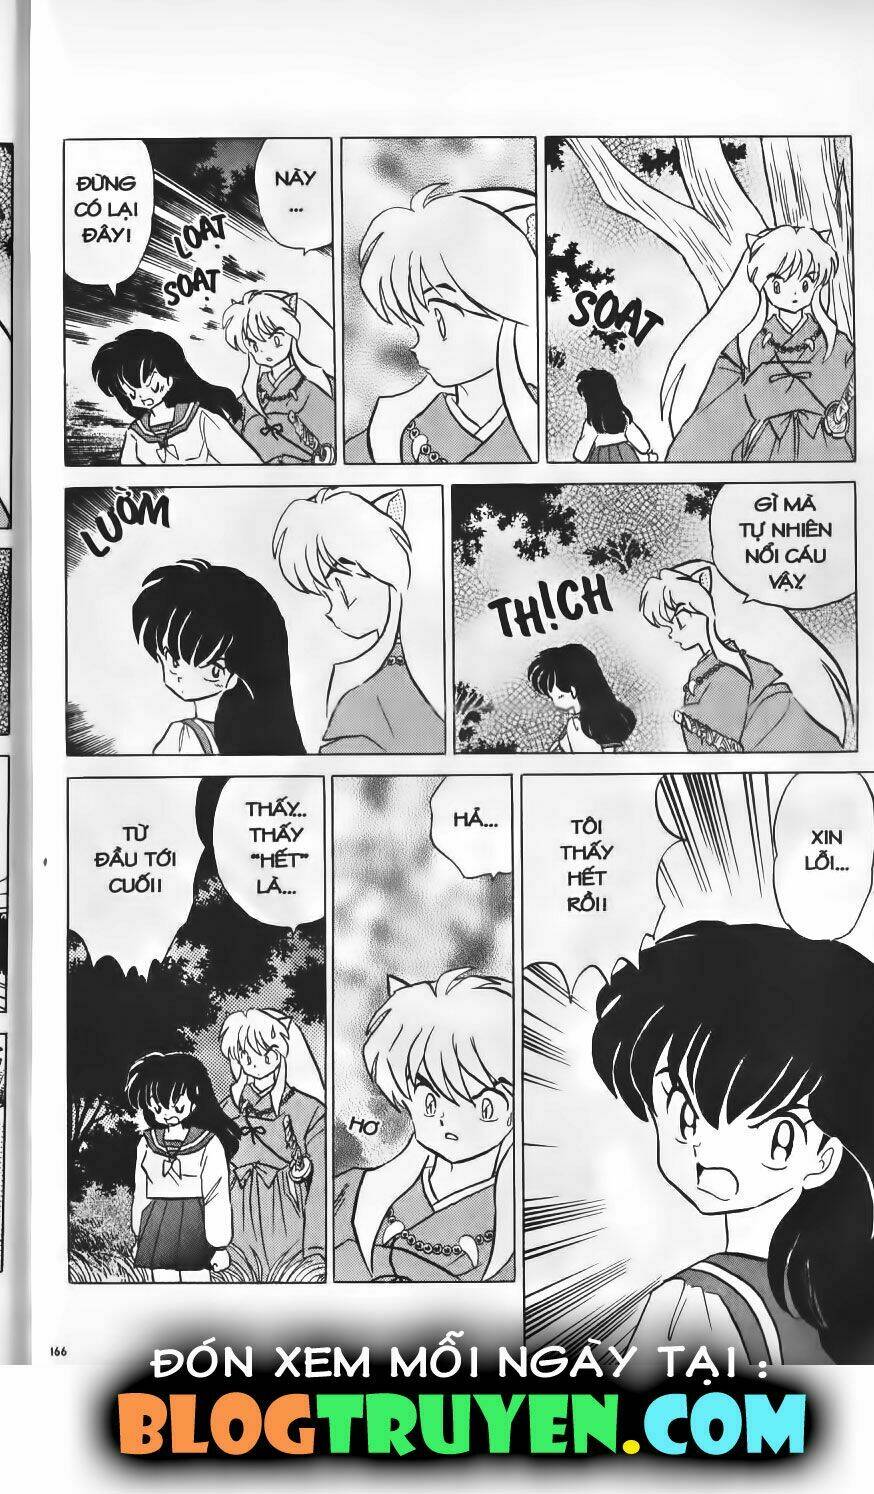 SOẠT
NÀY
...
ĐỪNG
CÓ LẠI
ĐÂY!
LOẠT
SOẠT
GÌ MÀ
TỰ NHIÊN
NỔI CÁU
VẬY.
THỊCH
LƯỜM
XIN
LỖI...
TÔI
THẤY
HẾT
RỒI!
HẢ...
HƠ
THẤY...
THẤY
"HẾT"
LÀ...
TỪ
ĐẦU TỚI
CUỐI!
166
ĐÓN XEM MỖI NGÀY TẠI :
BLOGTRUYEN.COM